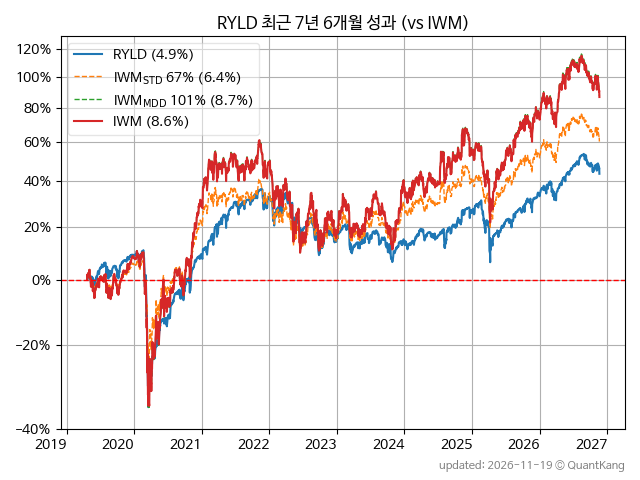 RYLD 최근 7년 6개월 성과 (vs IWM)
120%
100%
80%
60%
40%
20%
0%
−20%
−40%
RYLD (4.9%)
IWM_STD 67% (6.4%)
IWM_MDD 101% (8.7%)
IWM (8.6%)
2019 2020 2021 2022 2023 2024 2025 2026 2027
updated: 2026-11-19 © QuantKang